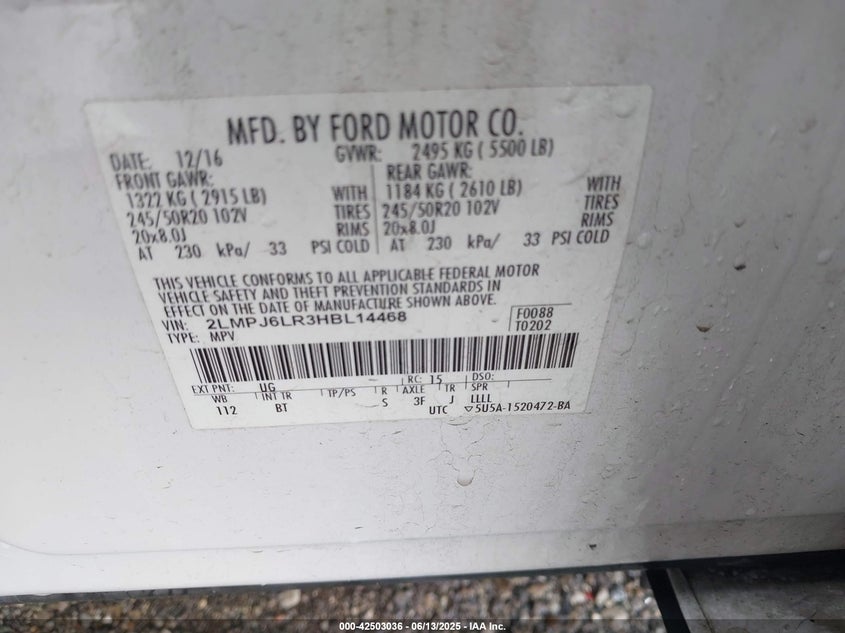 MFD. BY FORD MOTOR CO.
DATE: 12/16 GVWR: 2495 KG ( 5500 LB)
FRONT GAWR: REAR GAWR:
1322 KG ( 2915 LB) WITH 1184 KG ( 2610 LB) WITH
245/50R20 102V TIRES 245/50R20 102V TIRES
20x8.0J RIMS 20x8.0J RIMS
AT 230 kPa/ 33 PSI COLD AT 230 kPa/ 33 PSI COLD
THIS VEHICLE CONFORMS TO ALL APPLICABLE FEDERAL MOTOR
VEHICLE SAFETY AND THEFT PREVENTION STANDARDS IN
EFFECT ON THE DATE OF MANUFACTURE SHOWN ABOVE.
VIN: 2LMPJ6LR3HBL14468 F0088
TYPE: MPV T0202
EXT PNT: UG RC: 15 DSO:
WB INT TR TP/PS R AXLE TR SPR
112 BT S 3F J LLLL
UTC ▽5U5A-1520472-BA
000-42503036 - 06/13/2025 - IAA Inc.